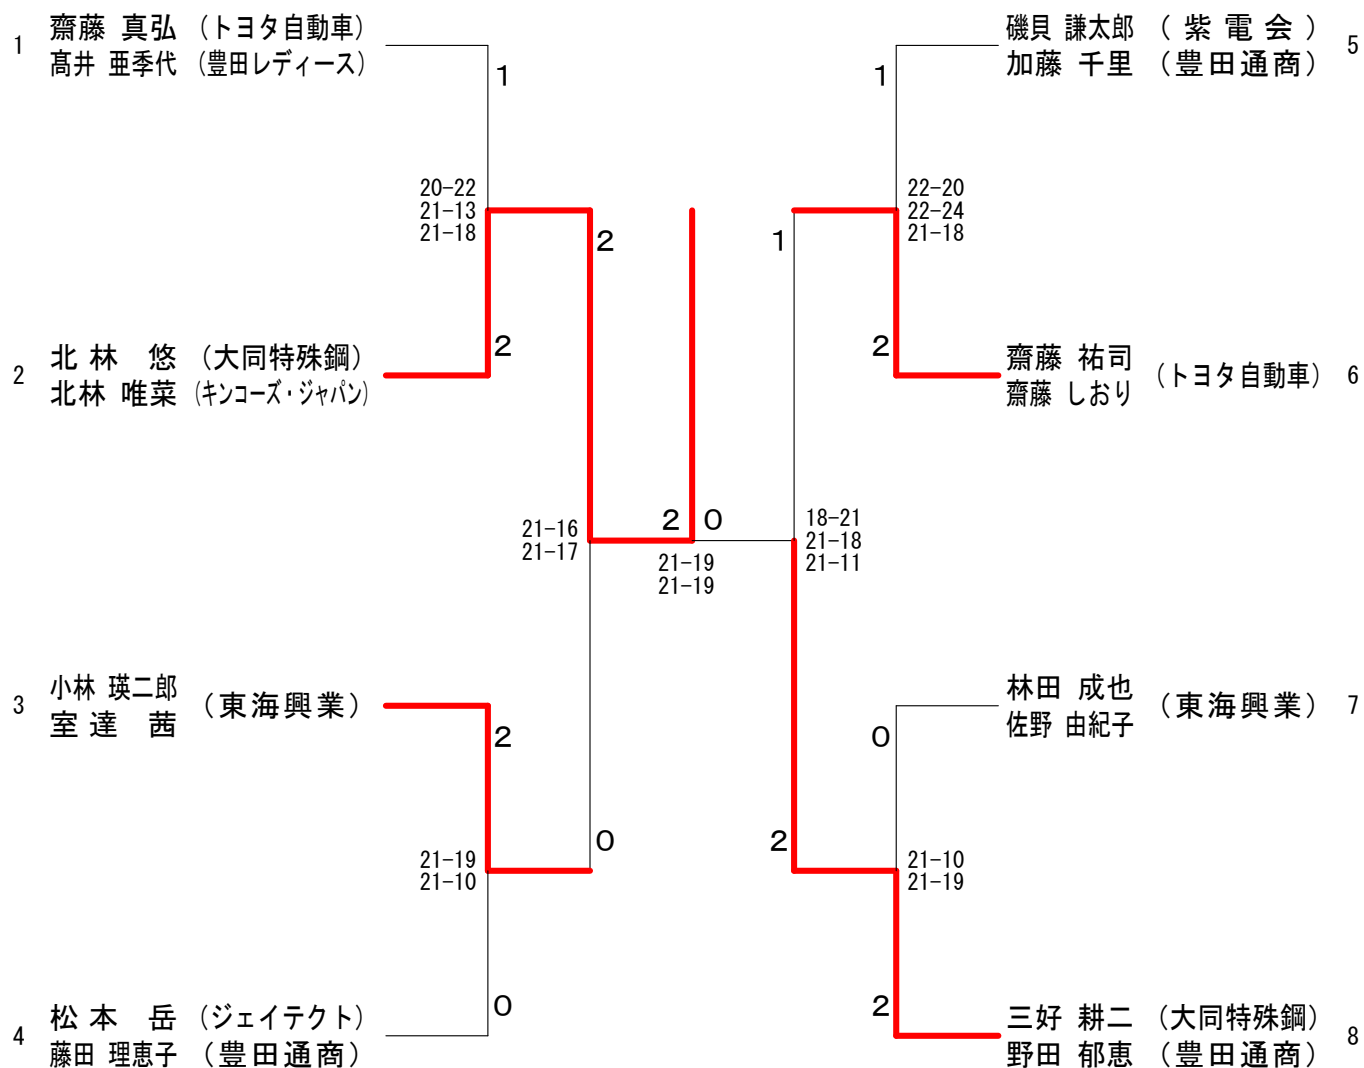 1 齋藤 真弘 (トヨタ自動車)
髙井 亜季代 (豊田レディース)
1
20-22
21-13
21-18
2
2 北林 悠 (大同特殊鋼)
北林 唯菜 (キンコーズ・ジャパン)
2
21-16
21-17
0
3 小林 瑛二郎 (東海興業)
室達 茜
2
21-19
21-10
0
4 松本 岳 (ジェイテクト)
藤田 理恵子 (豊田通商)
2 0
21-19
21-19
磯貝 謙太郎 (紫電会) 5
加藤 千里 (豊田通商)
1
22-20
22-24
21-18
2
齋藤 祐司 (トヨタ自動車) 6
齋藤 しおり
1
18-21
21-18
21-11
2
林田 成也 (東海興業) 7
佐野 由紀子
0
21-10
21-19
2
三好 耕二 (大同特殊鋼) 8
野田 郁恵 (豊田通商)